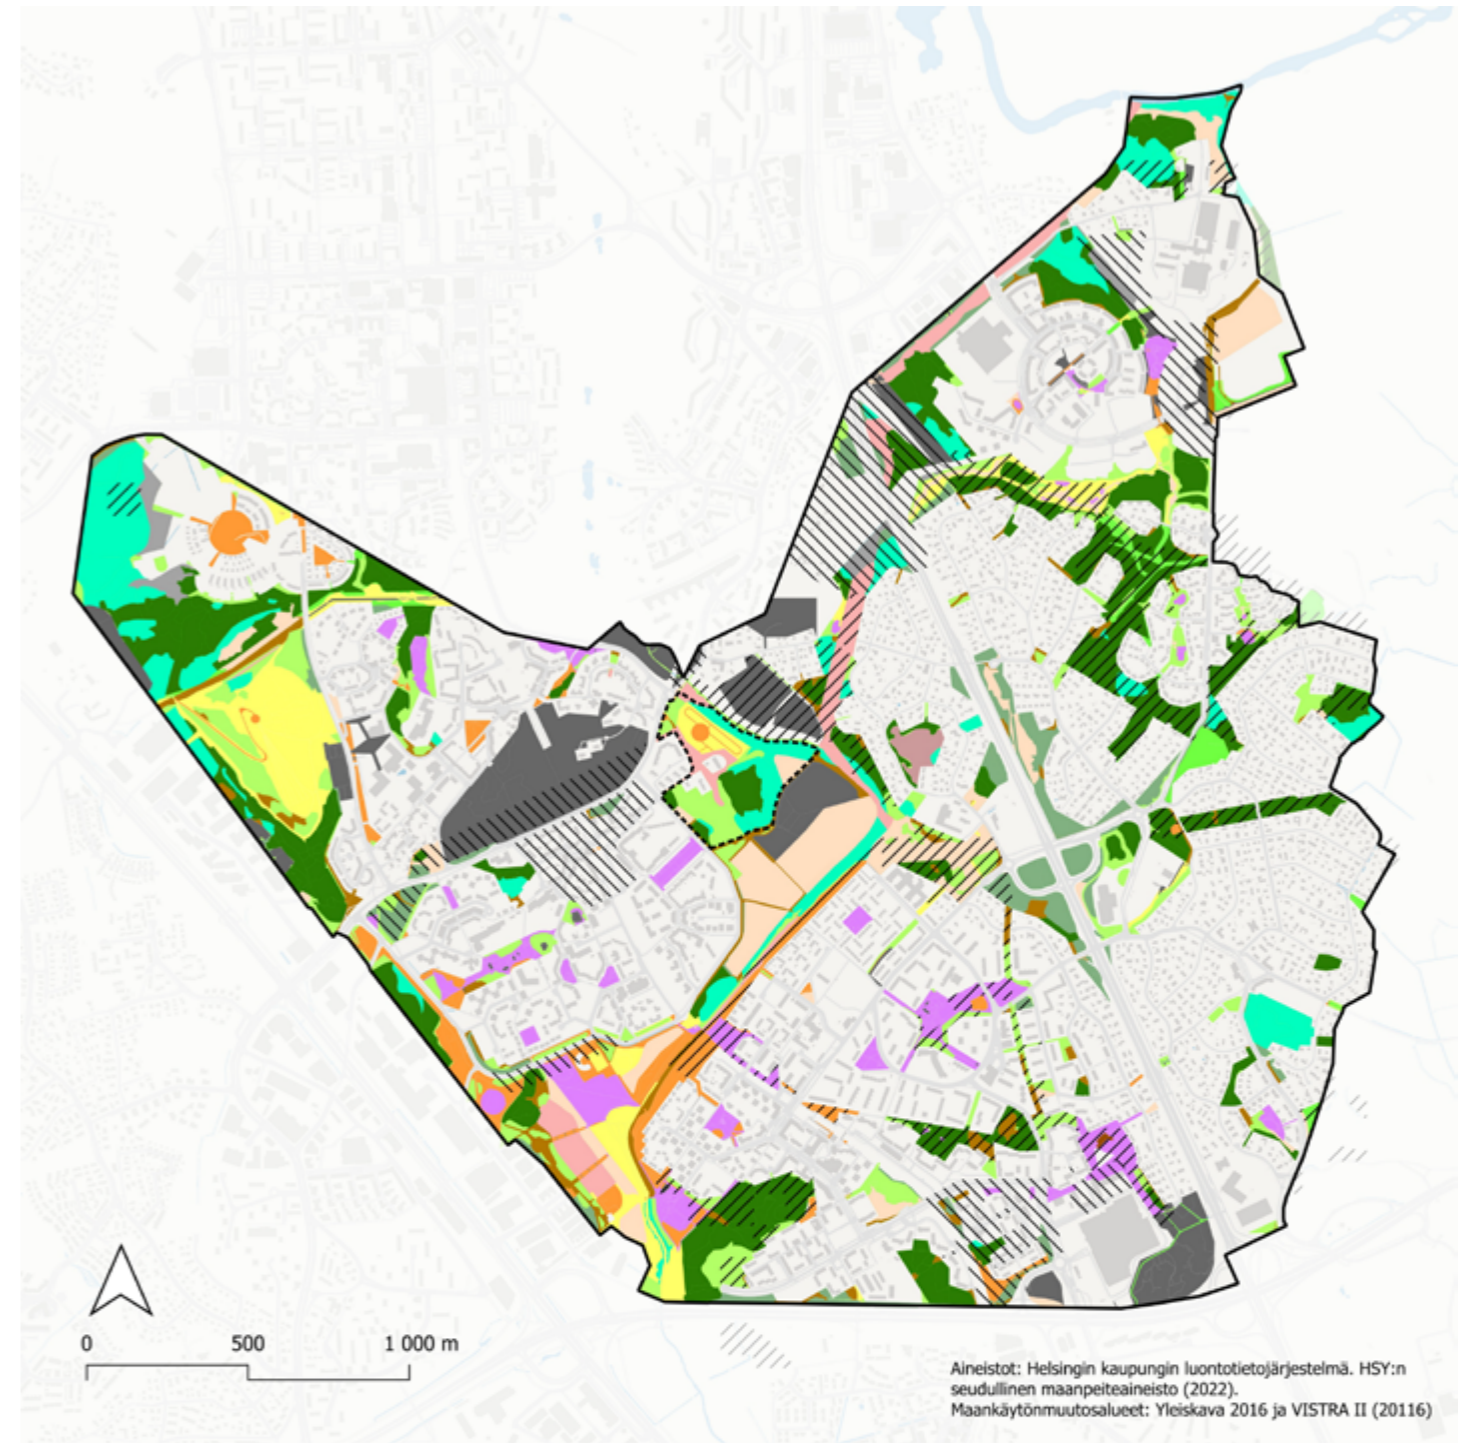 0 500 1 000 m
Aineistot: Helsingin kaupungin luontotietojärjestelmä. HSY:n
seudullinen maanpeiteaineisto (2022).
Maankäytönmuutosalueet: Yleiskava 2016 ja VISTRA II (20116)